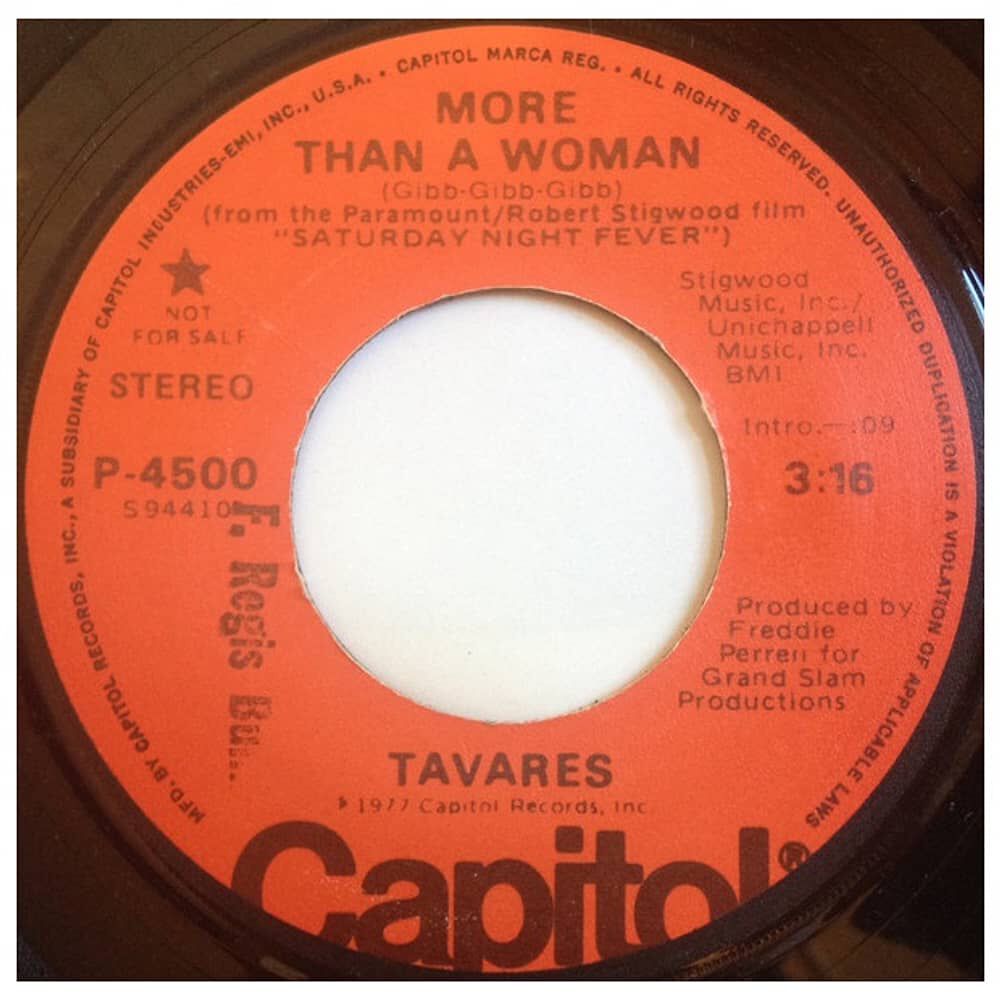 MFD. BY CAPITOL RECORDS, INC., A SUBSIDIARY OF CAPITOL INDUSTRIES-EMI, INC., U.S.A. • CAPITOL MARCA REG. • ALL RIGHTS RESERVED. UNAUTHORIZED DUPLICATION IS A VIOLATION OF APPLICABLE LAWS
MORE
THAN A WOMAN
(Gibb-Gibb-Gibb)
(from the Paramount/Robert Stigwood film
"SATURDAY NIGHT FEVER")
NOT
FOR SALE
STEREO
P-4500
S94410
F. Regis
Stigwood
Music, Inc./
Unichappell
Music, Inc.
BMI
Intro.—:09
3:16
Produced by
Freddie
Perren for
Grand Slam
Productions
TAVARES
℗ 1977 Capitol Records, Inc.
Capitol®